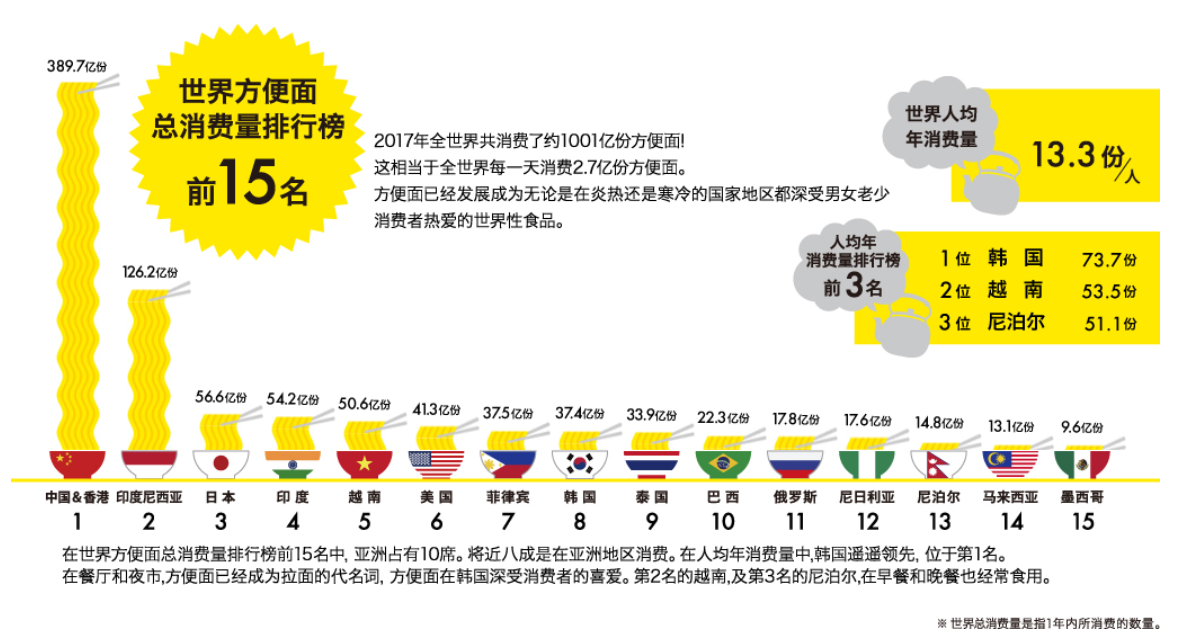 世界方便面
总消费量排行榜
前15名
2017年全世界共消费了约1001亿份方便面!
这相当于全世界每一天消费2.7亿份方便面。
方便面已经发展成为无论是在炎热还是寒冷的国家地区都深受男女老少
消费者热爱的世界性食品。
世界人均
年消费量
13.3份/人
人均年
消费量排行榜
前3名
1位 韩国 73.7份
2位 越南 53.5份
3位 尼泊尔 51.1份
389.7亿份
126.2亿份
56.6亿份
54.2亿份
50.6亿份
41.3亿份
37.5亿份
37.4亿份
33.9亿份
22.3亿份
17.8亿份
17.6亿份
14.8亿份
13.1亿份
9.6亿份
中国&香港 印度尼西亚 日本 印度 越南 美国 菲律宾 韩国 泰国 巴西 俄罗斯 尼日利亚 尼泊尔 马来西亚 墨西哥
1 2 3 4 5 6 7 8 9 10 11 12 13 14 15
在世界方便面总消费量排行榜前15名中, 亚洲占有10席。将近八成是在亚洲地区消费。在人均年消费量中,韩国遥遥领先, 位于第1名。
在餐厅和夜市,方便面已经成为拉面的代名词, 方便面在韩国深受消费者的喜爱。第2名的越南,及第3名的尼泊尔,在早餐和晚餐也经常食用。
※ 世界总消费量是指1年内所消费的数量。